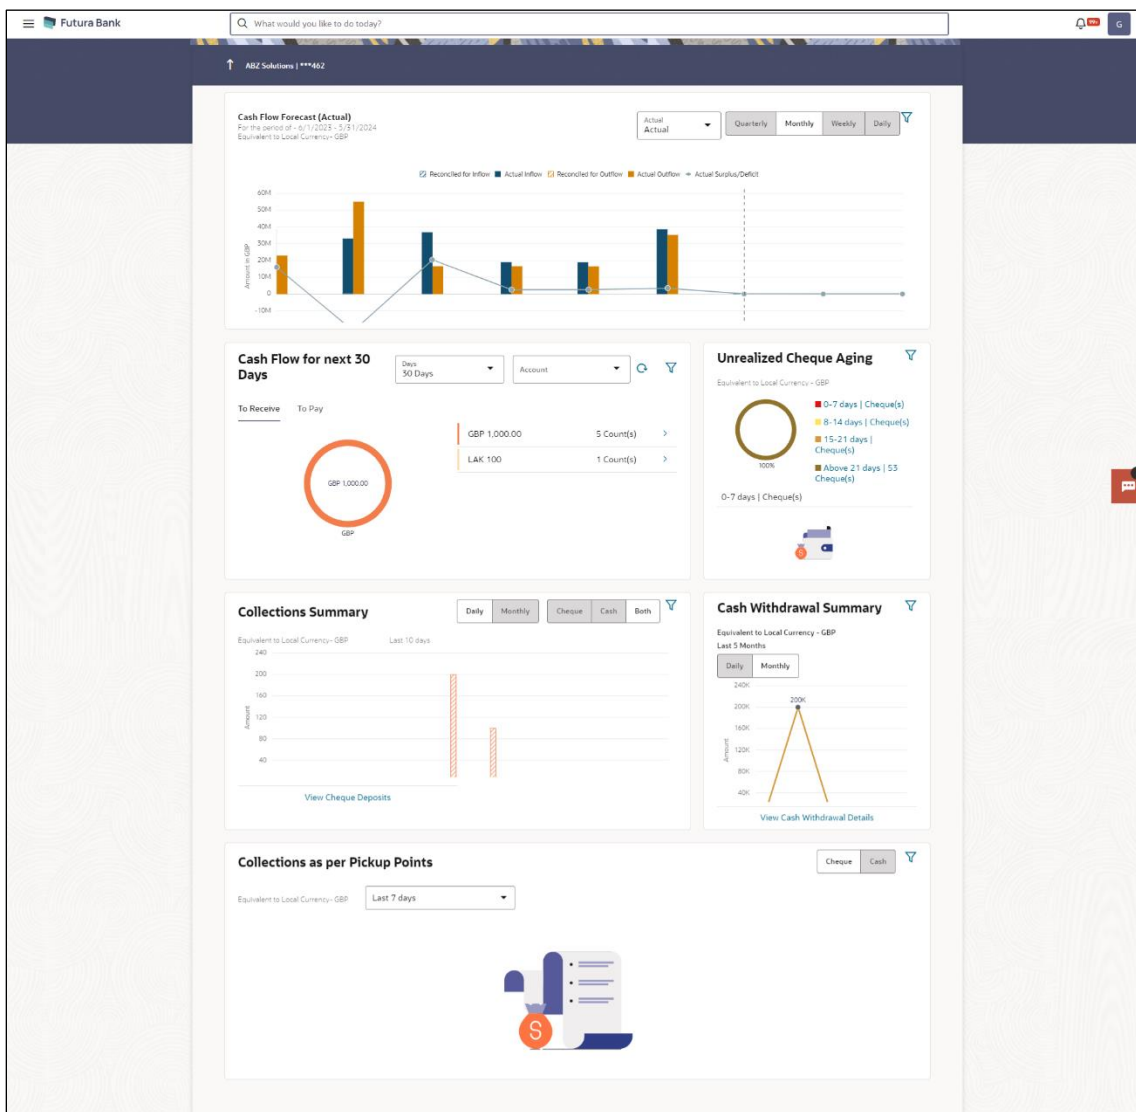 Futura Bank
What would you like to do today?
99+
G
ABZ Solutions | ***462
Cash Flow Forecast (Actual)
For the period of - 6/1/2023 - 5/31/2024
Equivalent to Local Currency- GBP
Actual
Actual
Quarterly Monthly Weekly Daily
Reconciled for Inflow Actual Inflow Reconciled for Outflow Actual Outflow Actual Surplus/Deficit
Amount in GBP
60M
50M
40M
30M
20M
10M
0
-10M
Cash Flow for next 30
Days
Days
30 Days
Account
To Receive To Pay
GBP 1,000.00
GBP
GBP 1,000.00 5 Count(s)
LAK 100 1 Count(s)
Unrealized Cheque Aging
Equivalent to Local Currency - GBP
100%
0-7 days | Cheque(s)
8-14 days | Cheque(s)
15-21 days |
Cheque(s)
Above 21 days | 53
Cheque(s)
0-7 days | Cheque(s)
Collections Summary
Daily Monthly Cheque Cash Both
Equivalent to Local Currency- GBP Last 10 days
Amount
240
200
160
120
80
40
View Cheque Deposits
Cash Withdrawal Summary
Equivalent to Local Currency - GBP
Last 5 Months
Daily Monthly
Amount
240K
200K
160K
120K
80K
40K
200K
View Cash Withdrawal Details
Collections as per Pickup Points
Cheque Cash
Equivalent to Local Currency- GBP Last 7 days
S